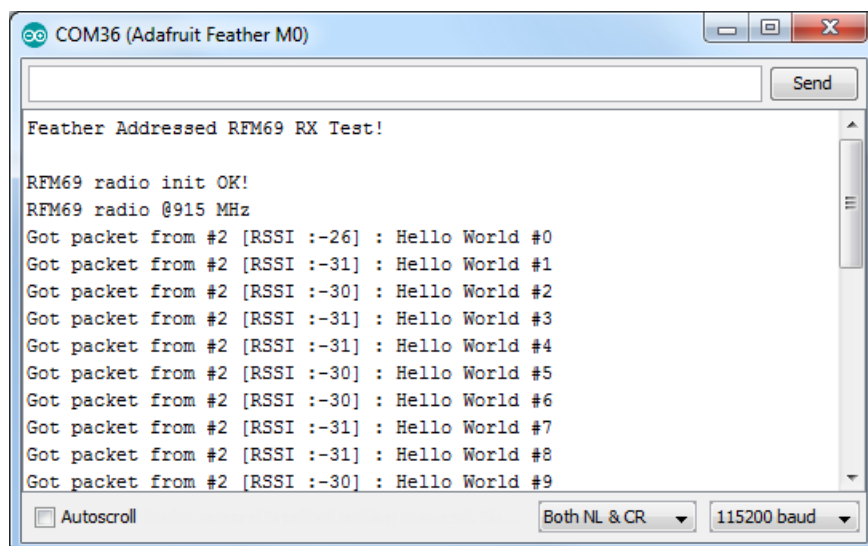 COM36 (Adafruit Feather M0)
Send
Feather Addressed RFM69 RX Test!
RFM69 radio init OK!
RFM69 radio @915 MHz
Got packet from #2 [RSSI :-26] : Hello World #0
Got packet from #2 [RSSI :-31] : Hello World #1
Got packet from #2 [RSSI :-30] : Hello World #2
Got packet from #2 [RSSI :-31] : Hello World #3
Got packet from #2 [RSSI :-31] : Hello World #4
Got packet from #2 [RSSI :-30] : Hello World #5
Got packet from #2 [RSSI :-30] : Hello World #6
Got packet from #2 [RSSI :-31] : Hello World #7
Got packet from #2 [RSSI :-31] : Hello World #8
Got packet from #2 [RSSI :-30] : Hello World #9
Autoscroll Both NL & CR 115200 baud